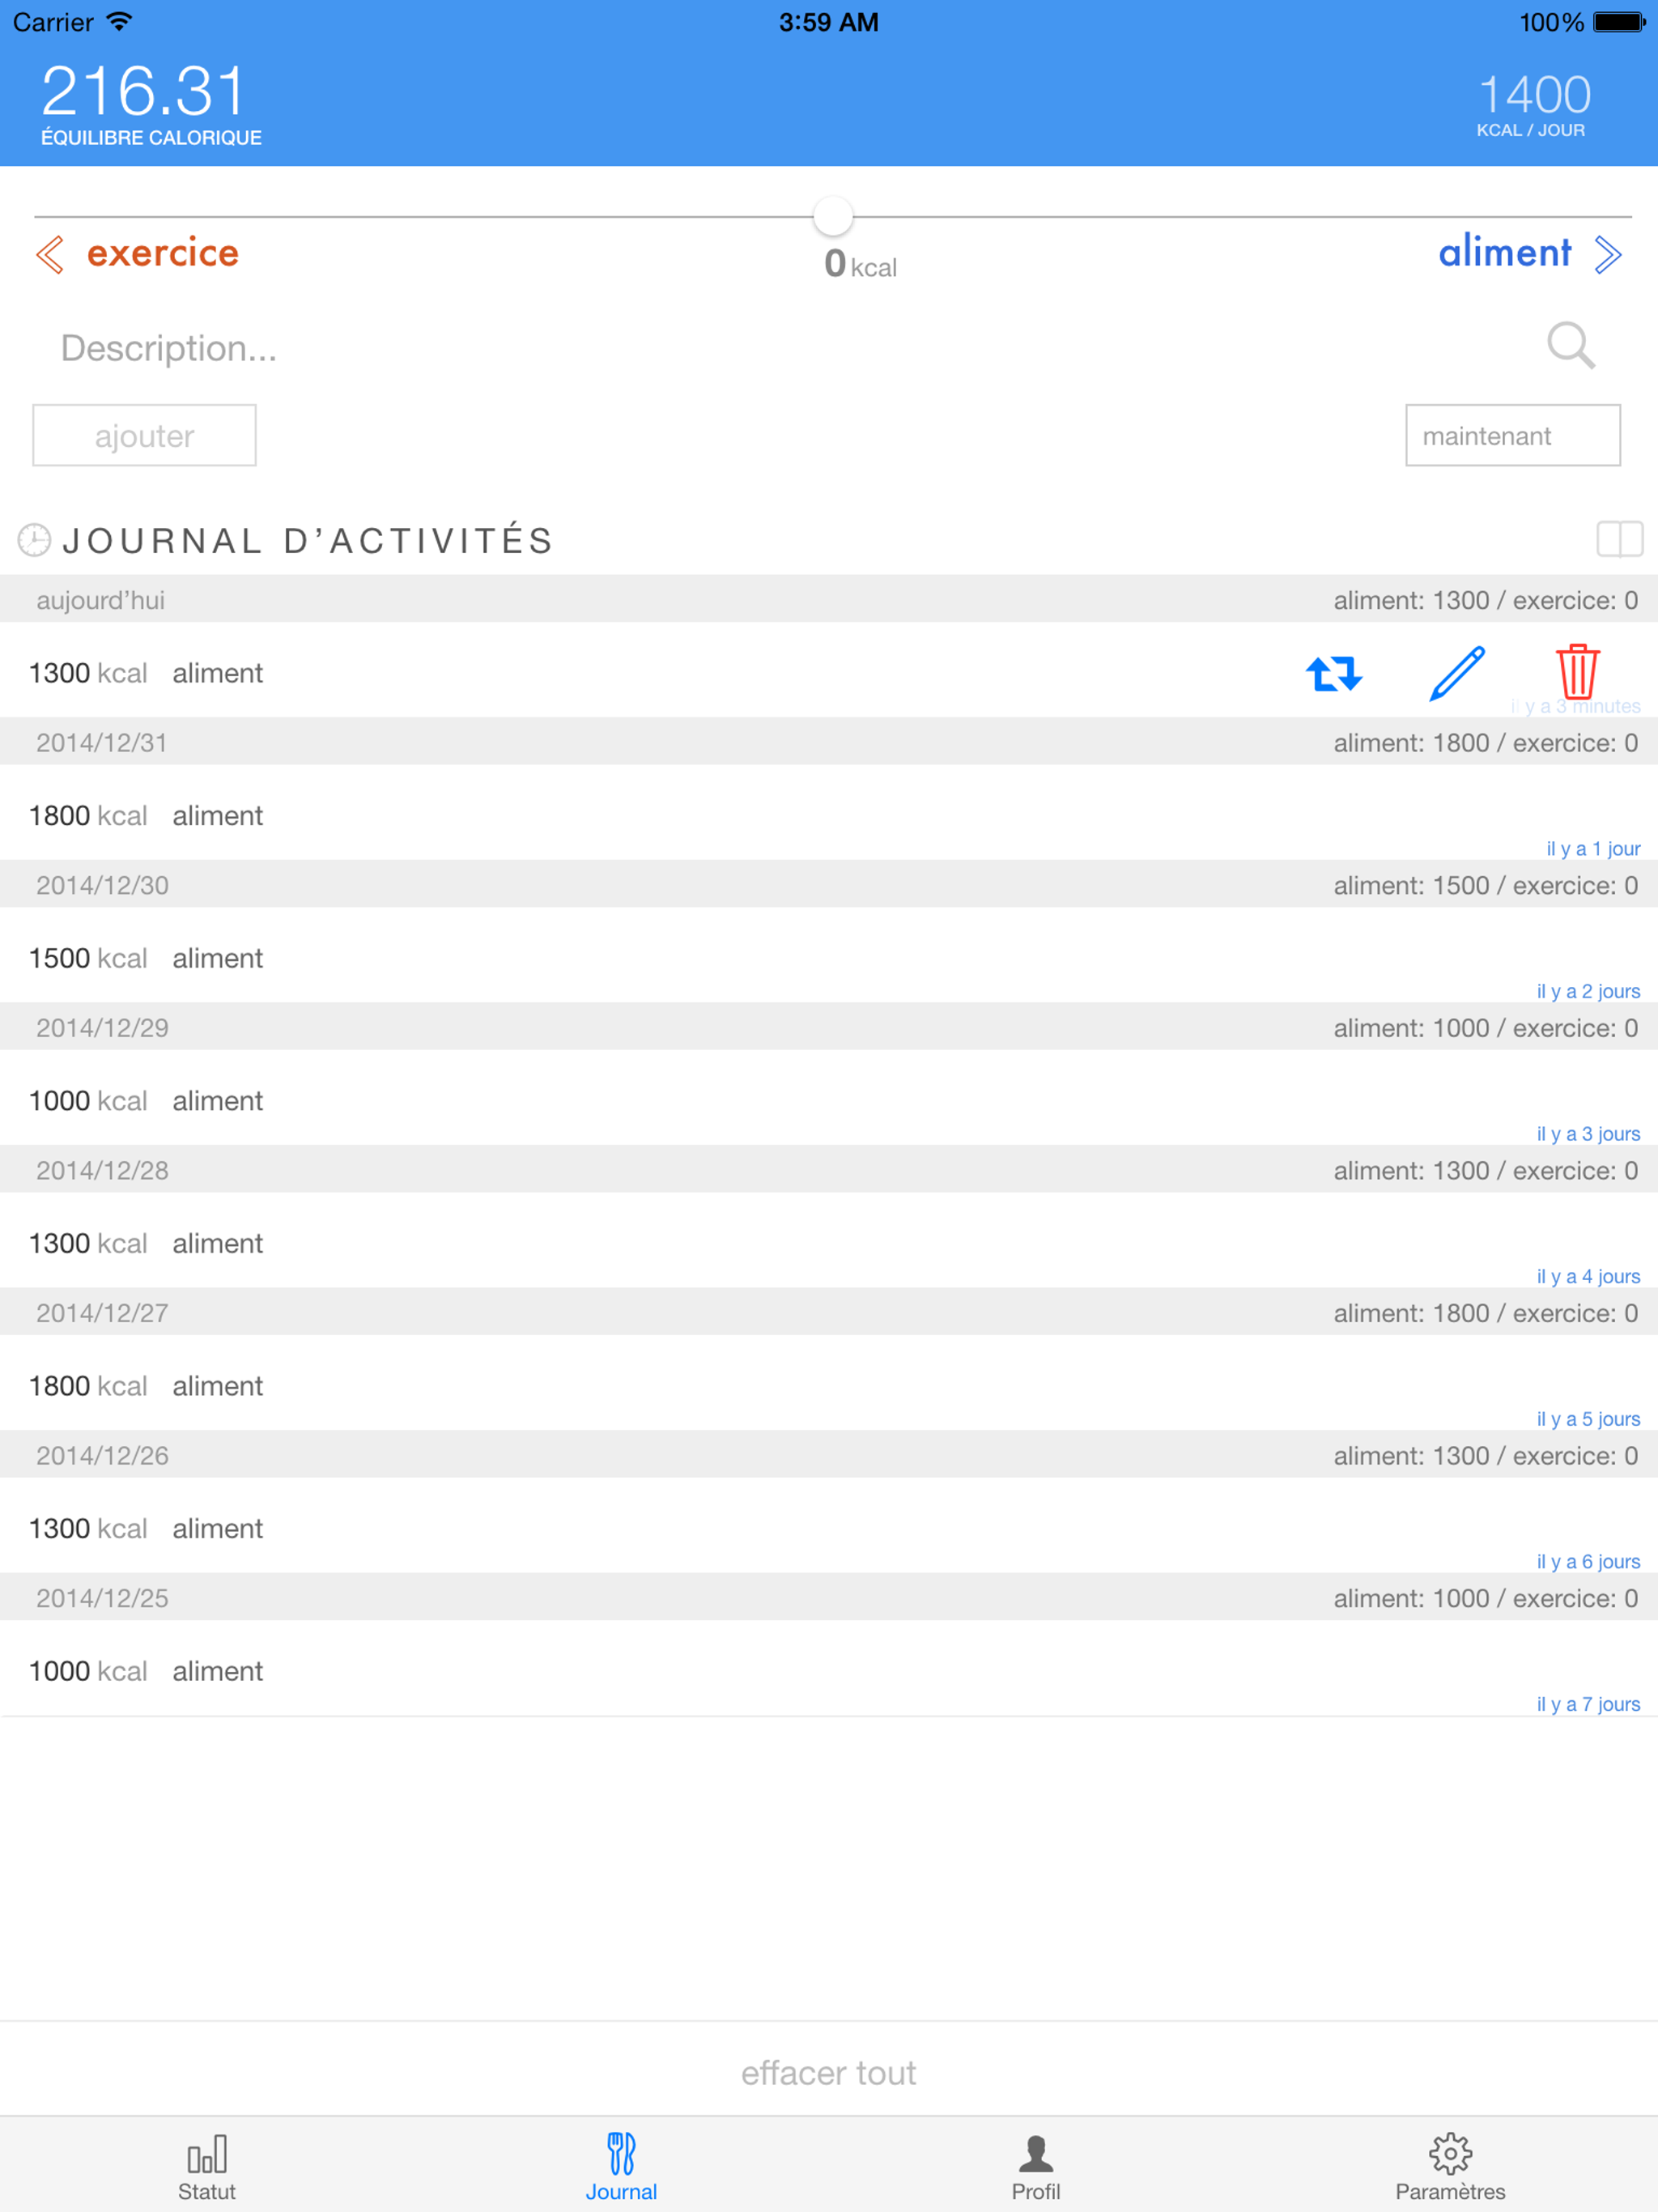 Carrier 3:59 AM 100%
216.31 1400
ÉQUILIBRE CALORIQUE KCAL / JOUR
exercice 0 kcal aliment
Description...
ajouter maintenant
JOURNAL D’ACTIVITÉS
aujourd’hui aliment: 1300 / exercice: 0
1300 kcal aliment
il y a 3 minutes
2014/12/31 aliment: 1800 / exercice: 0
1800 kcal aliment
il y a 1 jour
2014/12/30 aliment: 1500 / exercice: 0
1500 kcal aliment
il y a 2 jours
2014/12/29 aliment: 1000 / exercice: 0
1000 kcal aliment
il y a 3 jours
2014/12/28 aliment: 1300 / exercice: 0
1300 kcal aliment
il y a 4 jours
2014/12/27 aliment: 1800 / exercice: 0
1800 kcal aliment
il y a 5 jours
2014/12/26 aliment: 1300 / exercice: 0
1300 kcal aliment
il y a 6 jours
2014/12/25 aliment: 1000 / exercice: 0
1000 kcal aliment
il y a 7 jours
effacer tout
Statut Journal Profil Paramètres